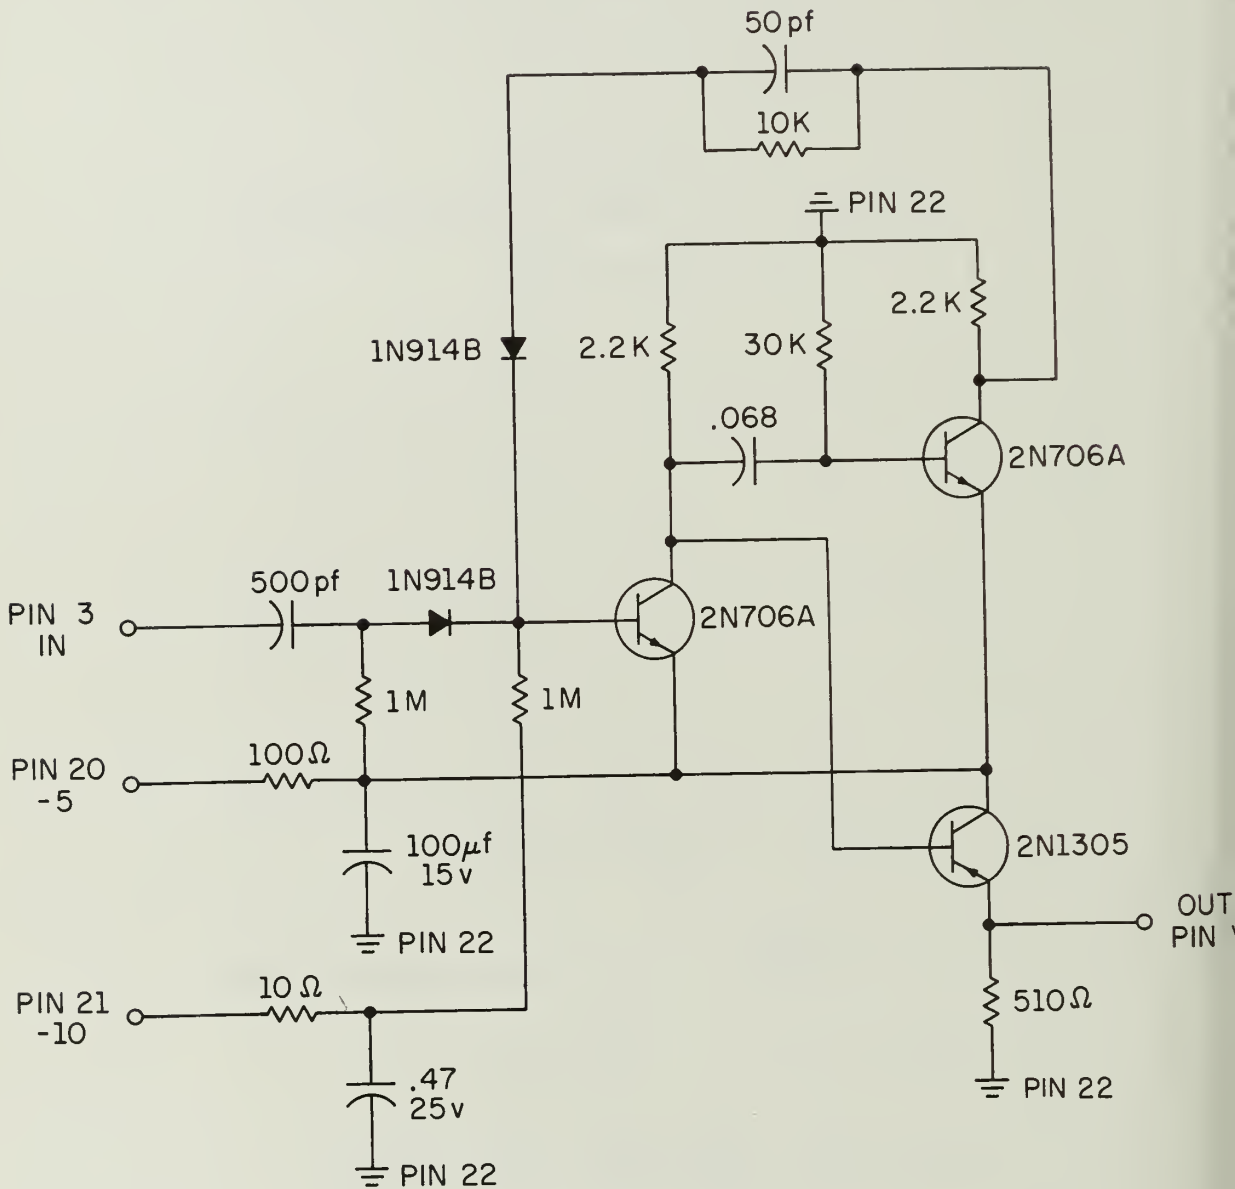 50pf
10K
PIN 22
1N914B
2.2K
30K
2.2K
.068
2N706A
500pf
1N914B
PIN 3
IN
2N706A
1M
1M
100Ω
PIN 20
-5
2N1305
100μf
15v
OUT
PIN
PIN 22
10Ω
PIN 21
-10
510Ω
.47
25v
PIN 22
PIN 22